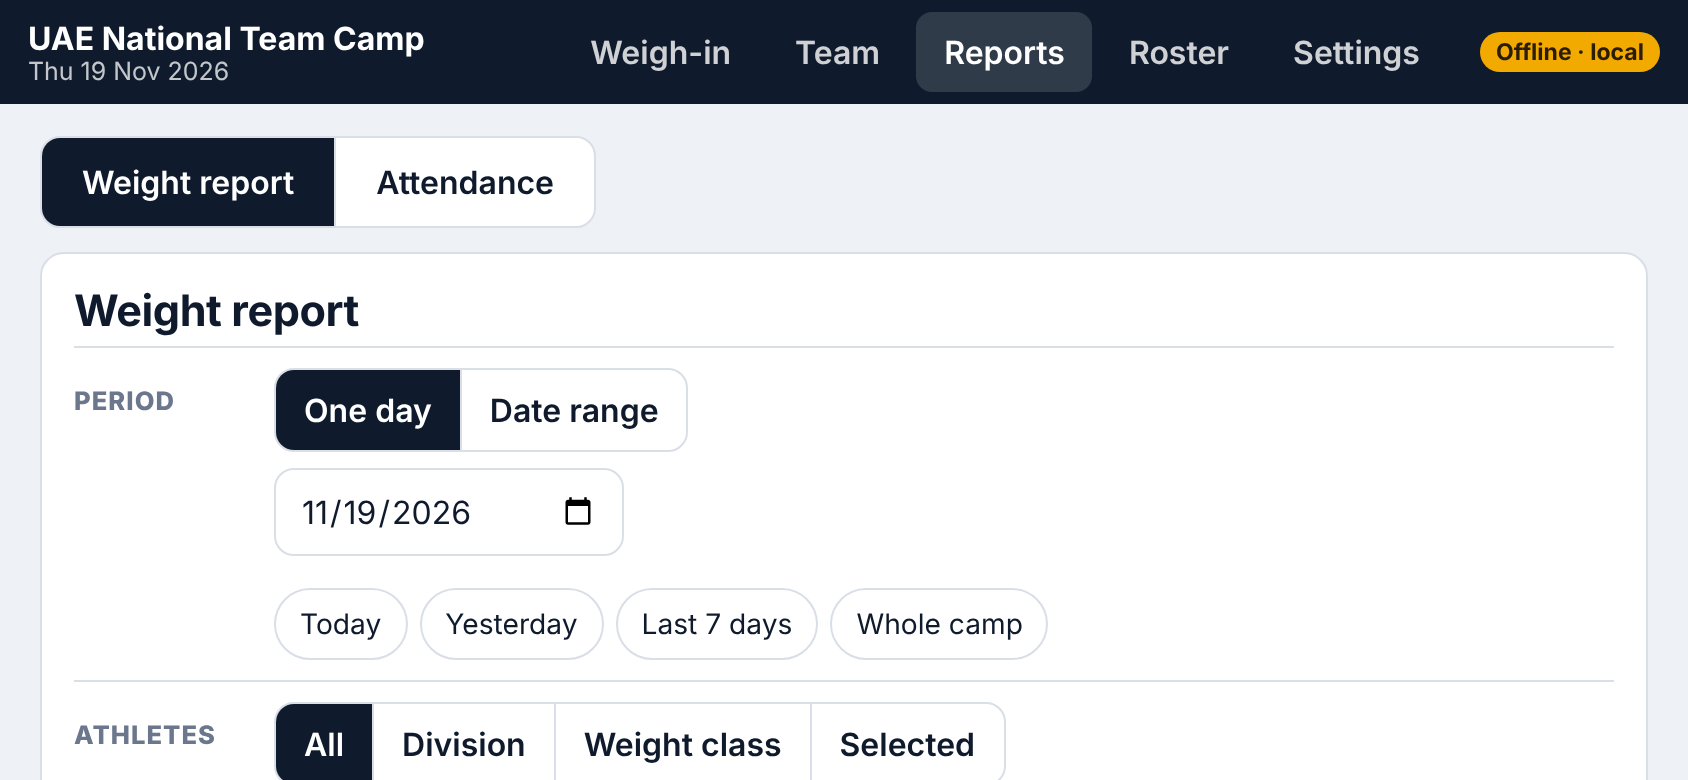 UAE National Team Camp
Thu 19 Nov 2026
Weigh-in Team Reports Roster Settings Offline · local
Weight report Attendance
Weight report
PERIOD One day Date range
11/19/2026
Today Yesterday Last 7 days Whole camp
ATHLETES All Division Weight class Selected